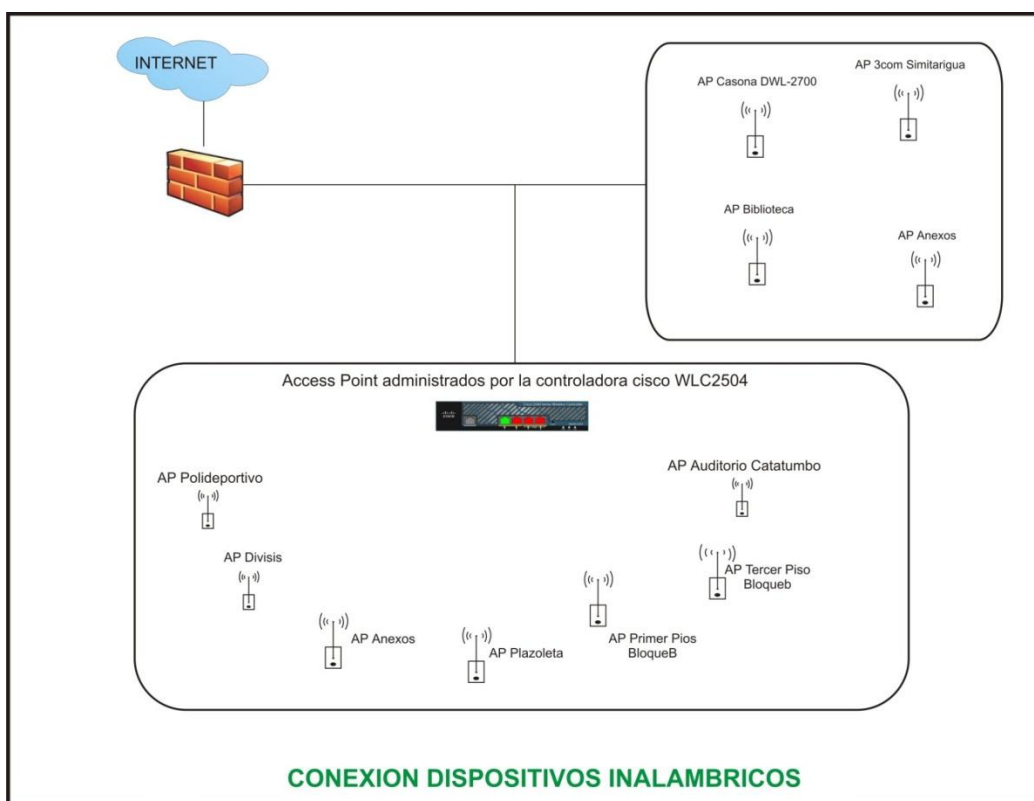 INTERNET
AP Casona DWL-2700
AP 3com Simitarigua
AP Biblioteca
AP Anexos
Access Point administrados por la controladora cisco WLC2504
AP Polideportivo
AP Auditorio Catatumbo
AP Divisis
AP Tercer Piso
Bloqueb
AP Anexos
AP Plazoleta
AP Primer Pios
BloqueB
CONEXION DISPOSITIVOS INALAMBRICOS